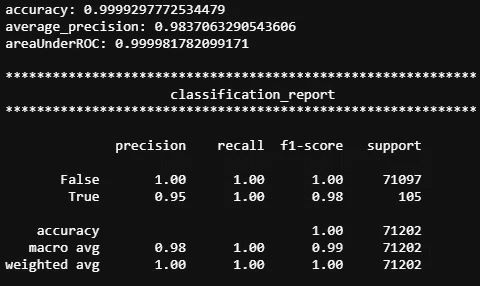 accuracy: 0.9999297772534479
average_precision: 0.9837063290543606
areaUnderROC: 0.999981782099171
************************************************************
classification_report
************************************************************
precision recall f1-score support
False 1.00 1.00 1.00 71097
True 0.95 1.00 0.98 105
accuracy 1.00 71202
macro avg 0.98 1.00 0.99 71202
weighted avg 1.00 1.00 1.00 71202